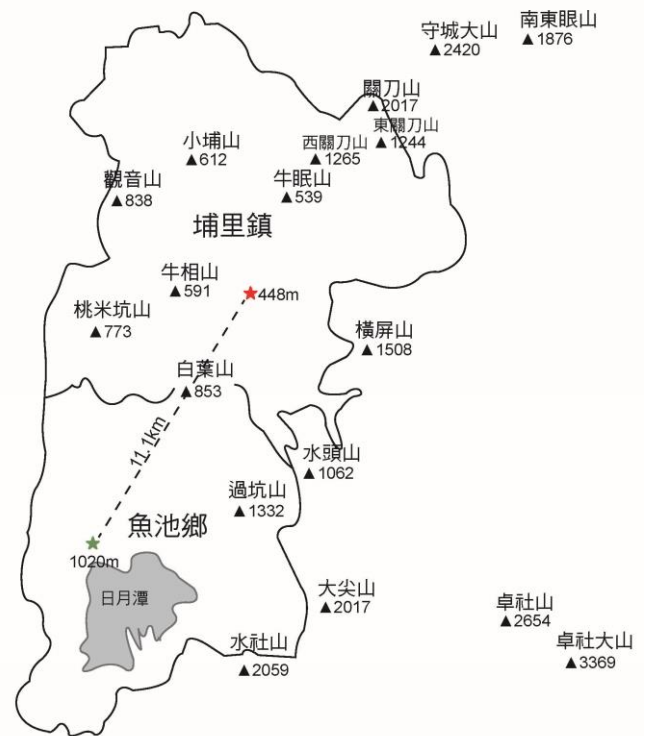 南東眼山
▲1876
守城大山
▲2420
關刀山
▲2017
東關刀山
▲1244
小埔山
▲612
西關刀山
▲1265
觀音山
▲838
牛眠山
▲539
埔里鎮
牛相山
▲591
★448m
桃米坑山
▲773
橫屏山
▲1508
白葉山
▲853
11.1km
水頭山
▲1062
過坑山
▲1332
魚池鄉
★
1020m
日月潭
大尖山
▲2017
卓社山
▲2654
水社山
▲2059
卓社大山
▲3369